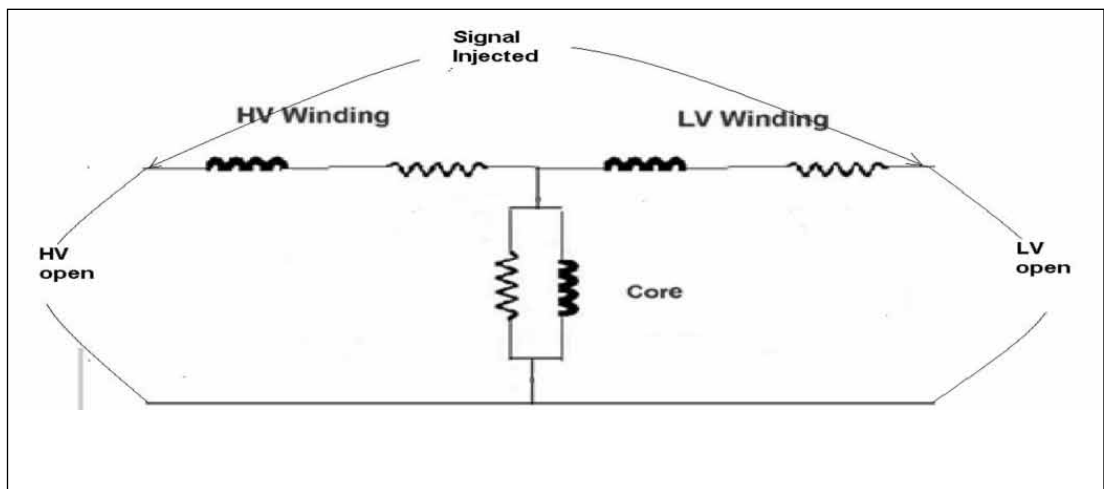 Signal
Injected
HV Winding
LV Winding
HV
open
LV
open
Core